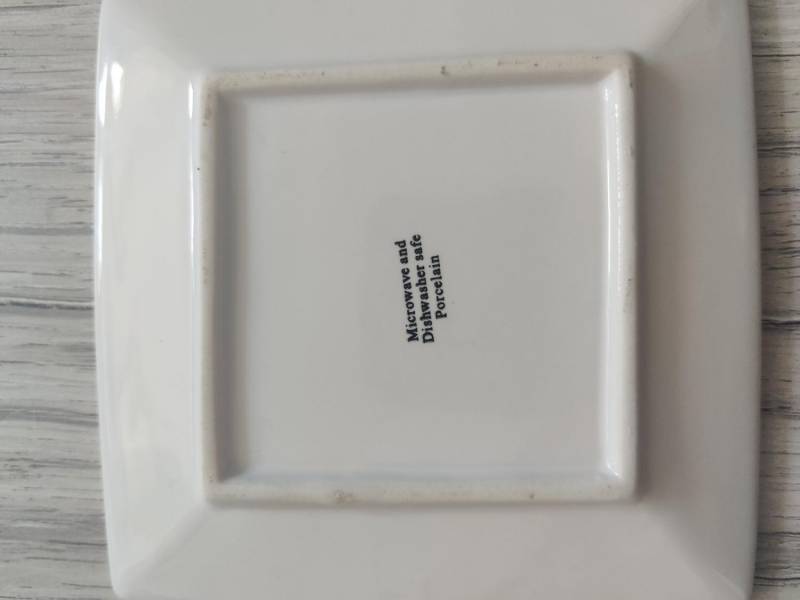 Microwave and
Dishwasher safe
Porcelain